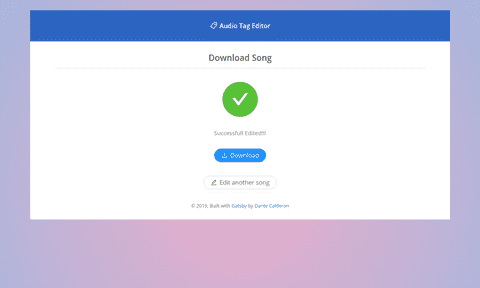 Audio Tag Editor
Download Song
Successfull Edited!!!
Download
Edit another song
© 2019, Built with Gatsby by Dante Calderon